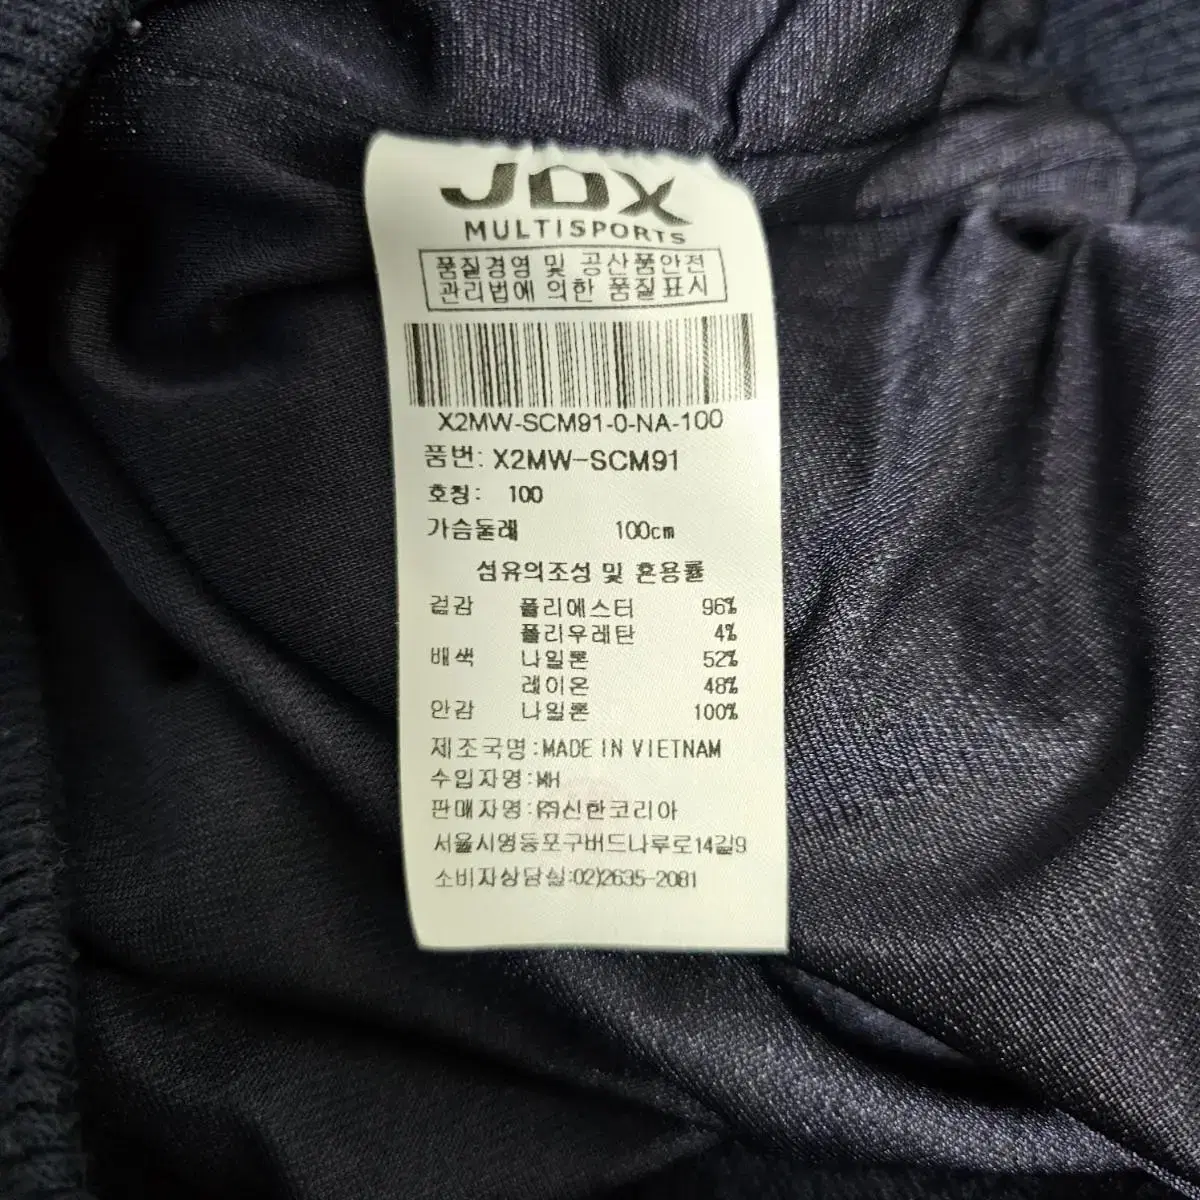 JDX
MULTISPORTS
품질경영 및 공산품안전
관리법에 의한 품질표시
X2MW-SCM91-0-NA-100
품번: X2MW-SCM91
호칭: 100
가슴둘레 100cm
섬유의조성 및 혼용률
겉감 폴리에스터 96%
폴리우레탄 4%
배색 나일론 52%
레이온 48%
안감 나일론 100%
제조국명:MADE IN VIETNAM
수입자명:MH
판매자명:㈜신한코리아
서울시영등포구버드나루로14길9
소비자상담실:02)2635-2081